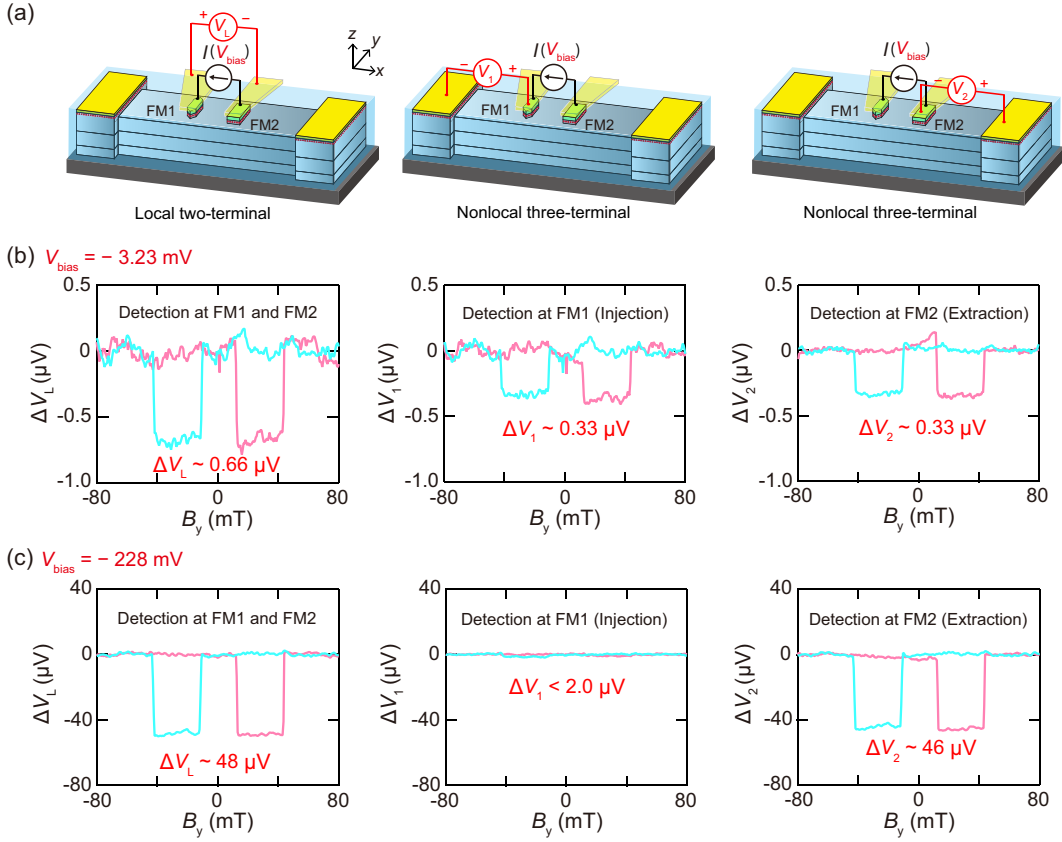 (a)
+ V_L −
I (V_bias)
FM1
FM2
z
y
x
Local two-terminal
− V_1 +
I (V_bias)
FM1
FM2
Nonlocal three-terminal
I (V_bias)
− V_2 +
FM1
FM2
Nonlocal three-terminal
(b) V_bias = − 3.23 mV
Detection at FM1 and FM2
0.5
0
-0.5
-1.0
ΔV_L (μV)
ΔV_L ~ 0.66 μV
-80 0 80
B_y (mT)
Detection at FM1 (Injection)
0.5
0
-0.5
-1.0
ΔV_1 (μV)
ΔV_1 ~ 0.33 μV
-80 0 80
B_y (mT)
Detection at FM2 (Extraction)
0.5
0
-0.5
-1.0
ΔV_2 (μV)
ΔV_2 ~ 0.33 μV
-80 0 80
B_y (mT)
(c) V_bias = − 228 mV
Detection at FM1 and FM2
40
0
-40
-80
ΔV_L (μV)
ΔV_L ~ 48 μV
-80 0 80
B_y (mT)
Detection at FM1 (Injection)
40
0
-40
-80
ΔV_1 (μV)
ΔV_1 < 2.0 μV
-80 0 80
B_y (mT)
Detection at FM2 (Extraction)
40
0
-40
-80
ΔV_2 (μV)
ΔV_2 ~ 46 μV
-80 0 80
B_y (mT)